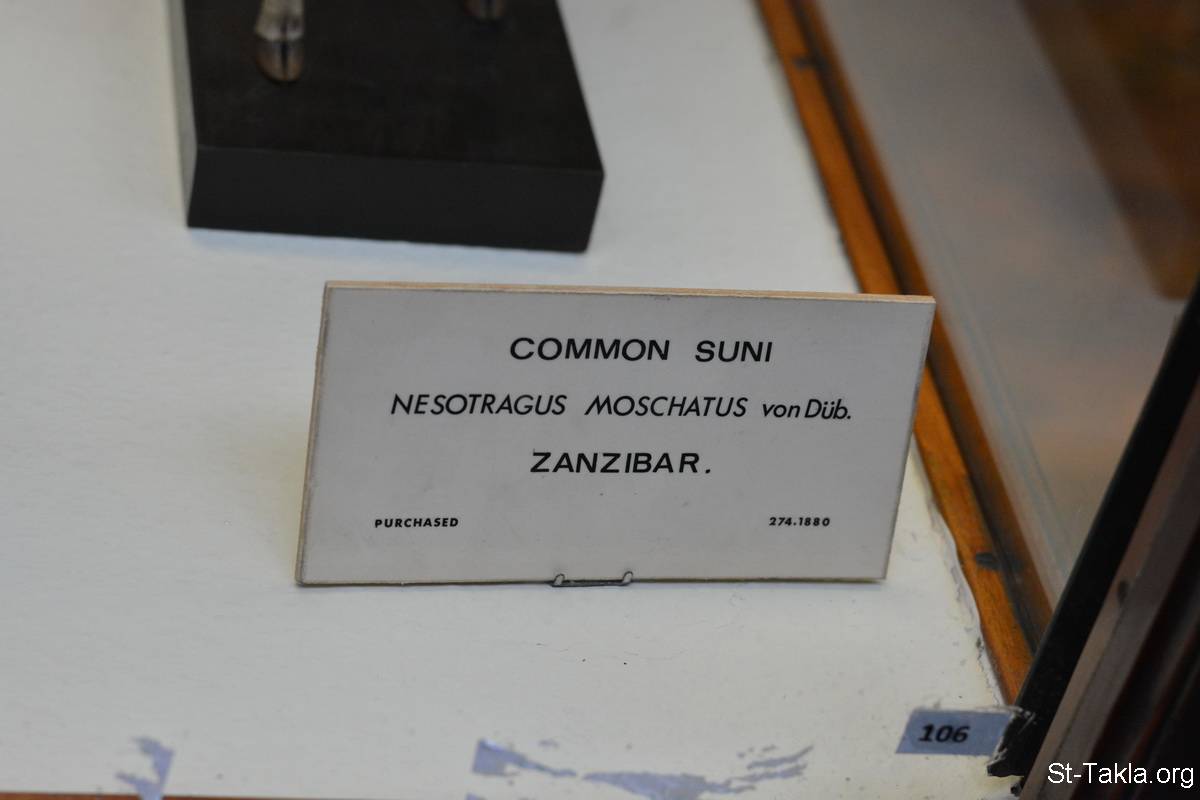 COMMON SUNI
NESOTRAGUS MOSCHATUS von Düb.
ZANZIBAR.
PURCHASED 274.1880
106
St-Takla.org